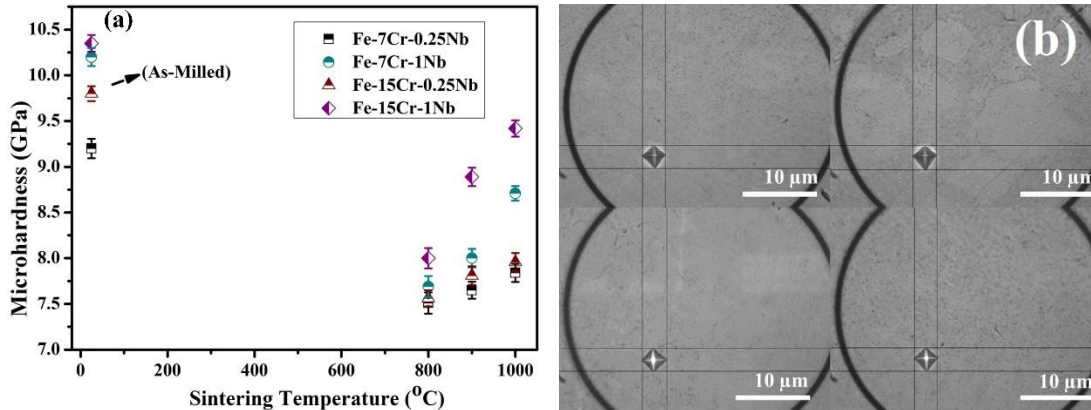 (a)
Microhardness (GPa)
10.5
10.0
9.5
9.0
8.5
8.0
7.5
7.0
(As-Milled)
Fe-7Cr-0.25Nb
Fe-7Cr-1Nb
Fe-15Cr-0.25Nb
Fe-15Cr-1Nb
0 200 400 600 800 1000
Sintering Temperature (°C)
(b)
10 µm
10 µm
10 µm
10 µm